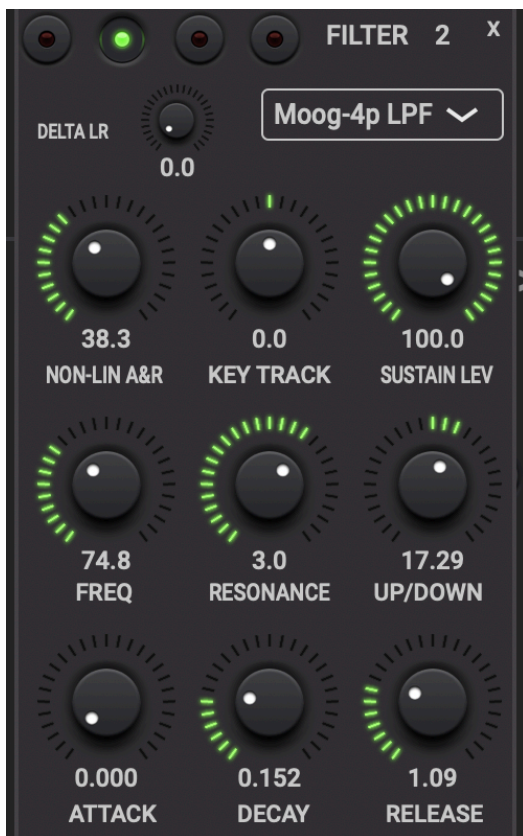 FILTER 2 X
Moog-4p LPF
DELTA LR
0.0
38.3 0.0 100.0
NON-LIN A&R KEY TRACK SUSTAIN LEV
74.8 3.0 17.29
FREQ RESONANCE UP/DOWN
0.000 0.152 1.09
ATTACK DECAY RELEASE